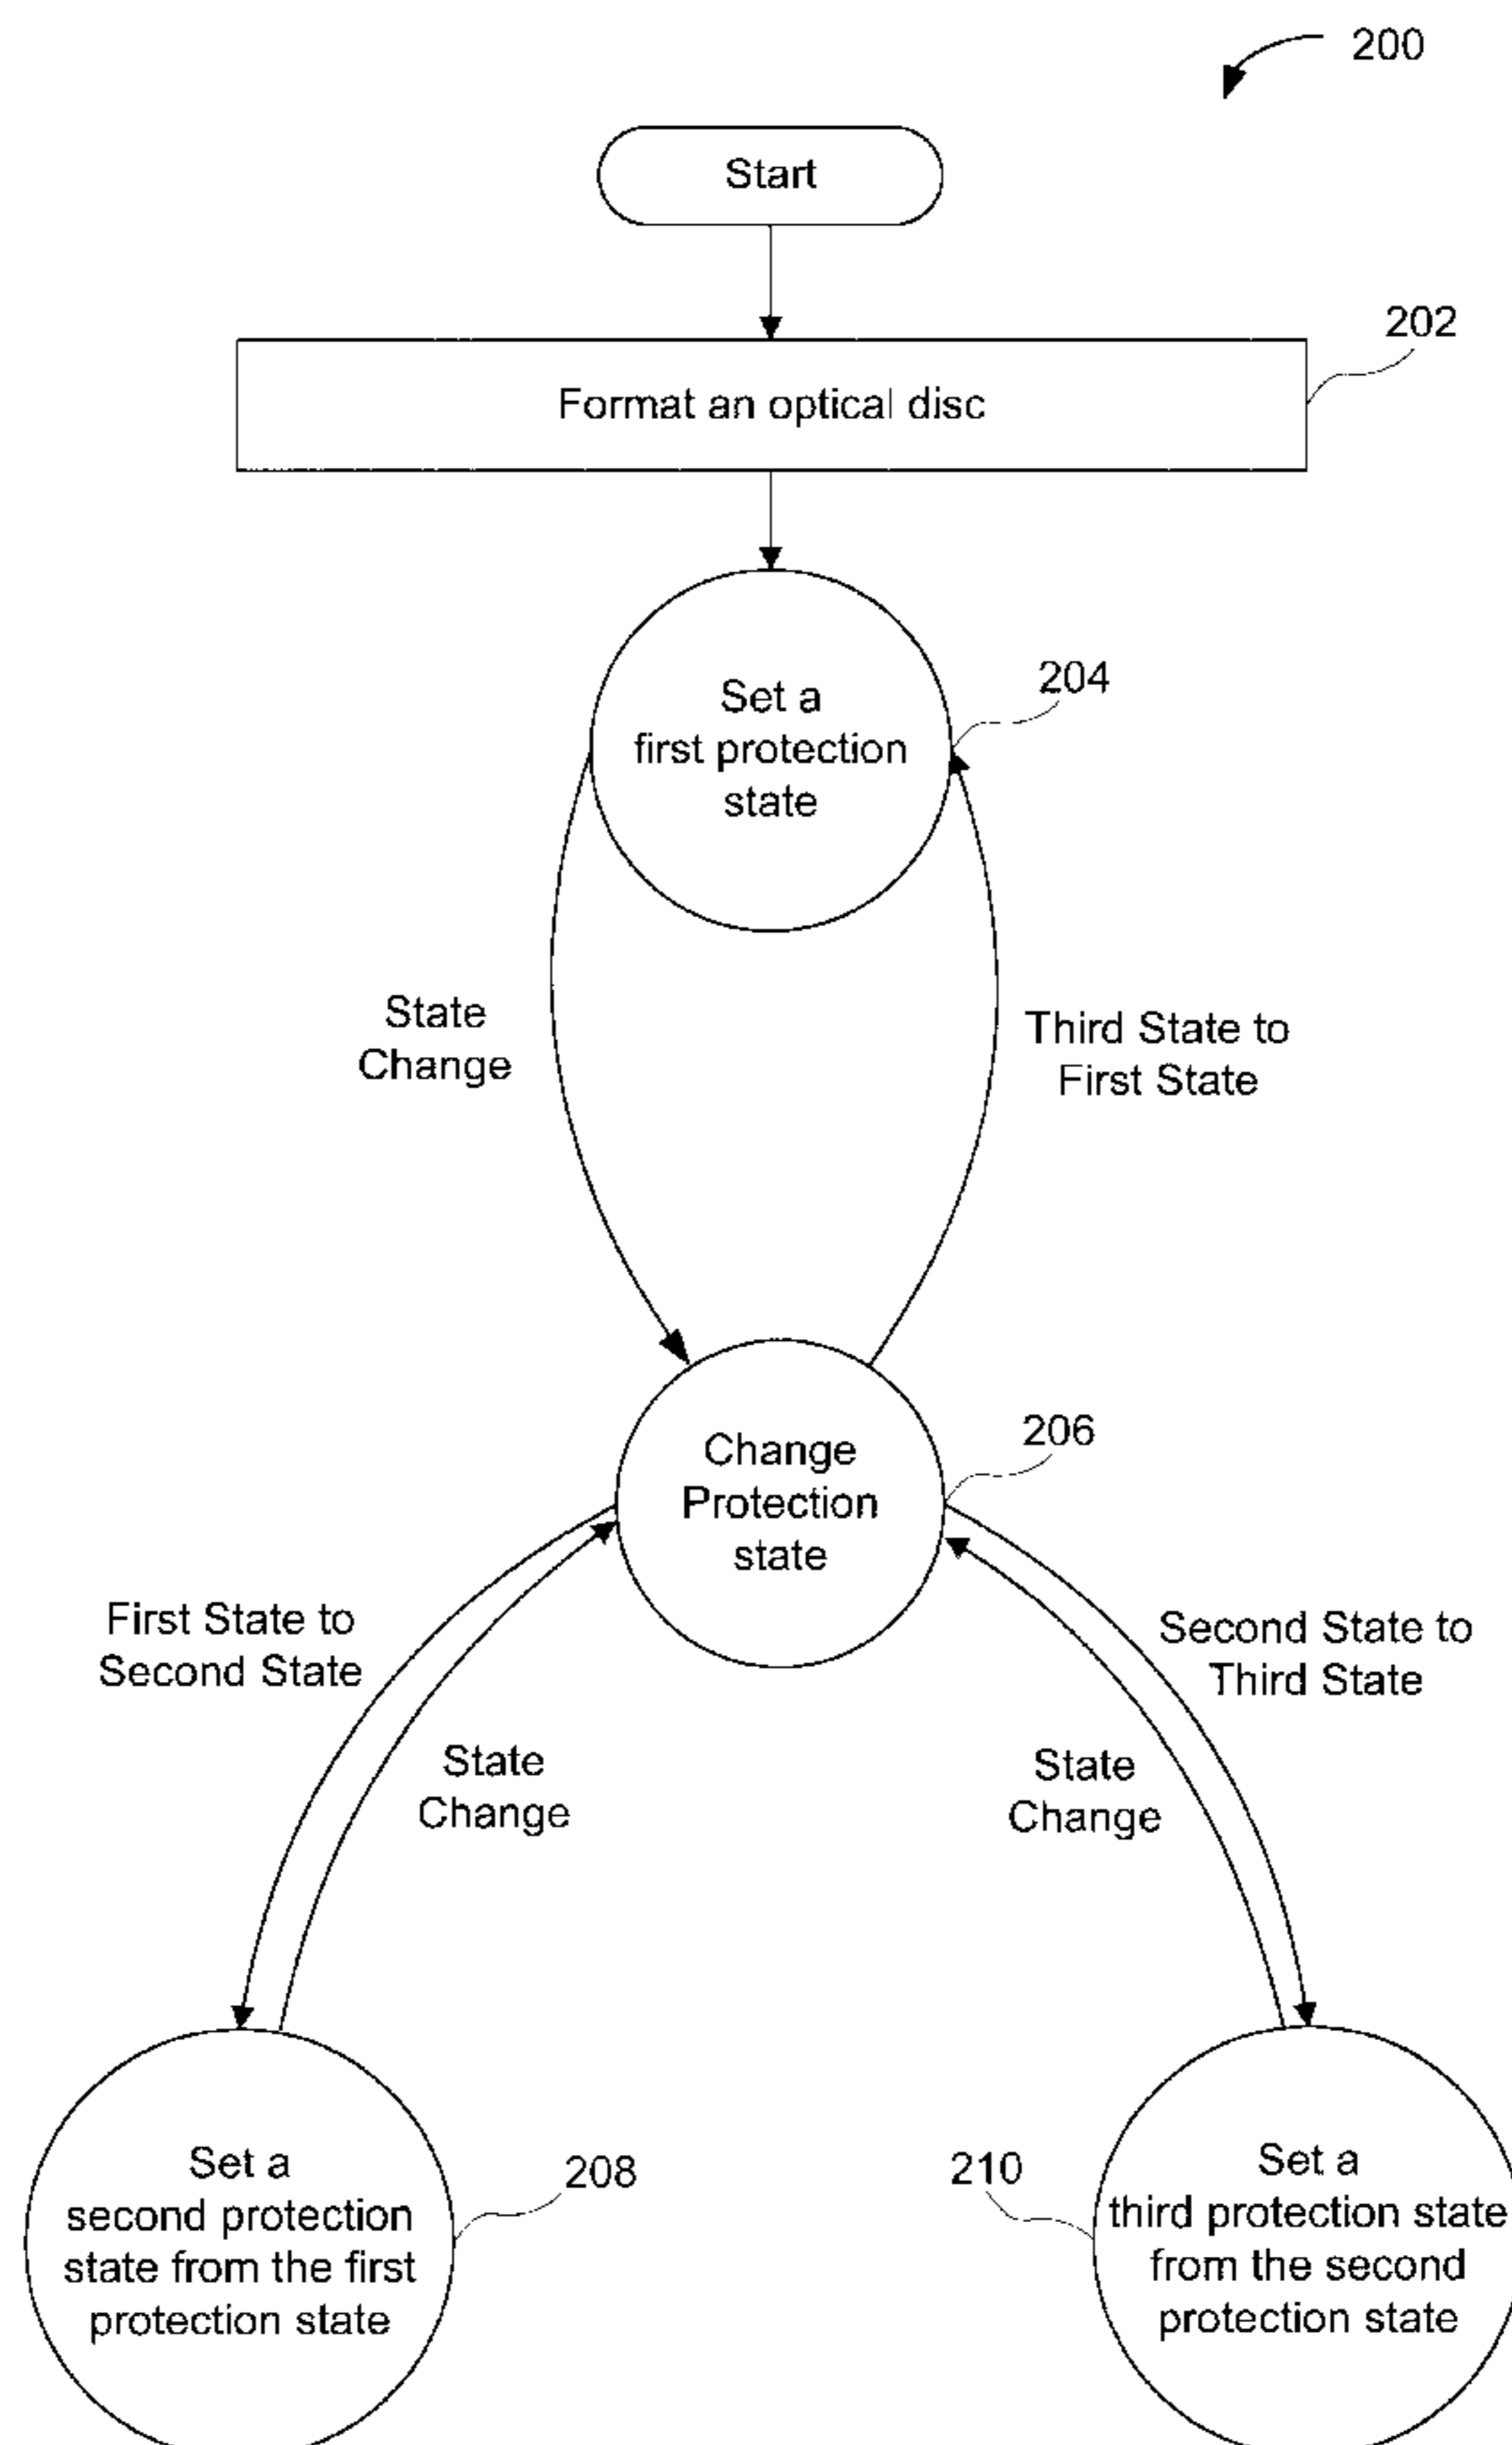 200
Start
202
Format an optical disc
204
Set a
first protection
state
State
Change
Third State to
First State
206
Change
Protection
state
First State to
Second State
Second State to
Third State
State
Change
State
Change
208
Set a
second protection
state from the first
protection state
210
Set a
third protection state
from the second
protection state